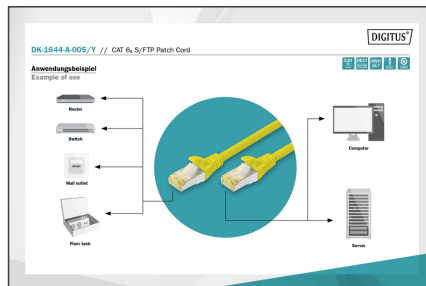 DIGITUS®
DK-1644-A-005/Y // CAT 6A S/FTP Patch Cord
Anwendungsbeispiel
Example of use
Router
Switch
Wall outlet
Floor tank
Computer
Server